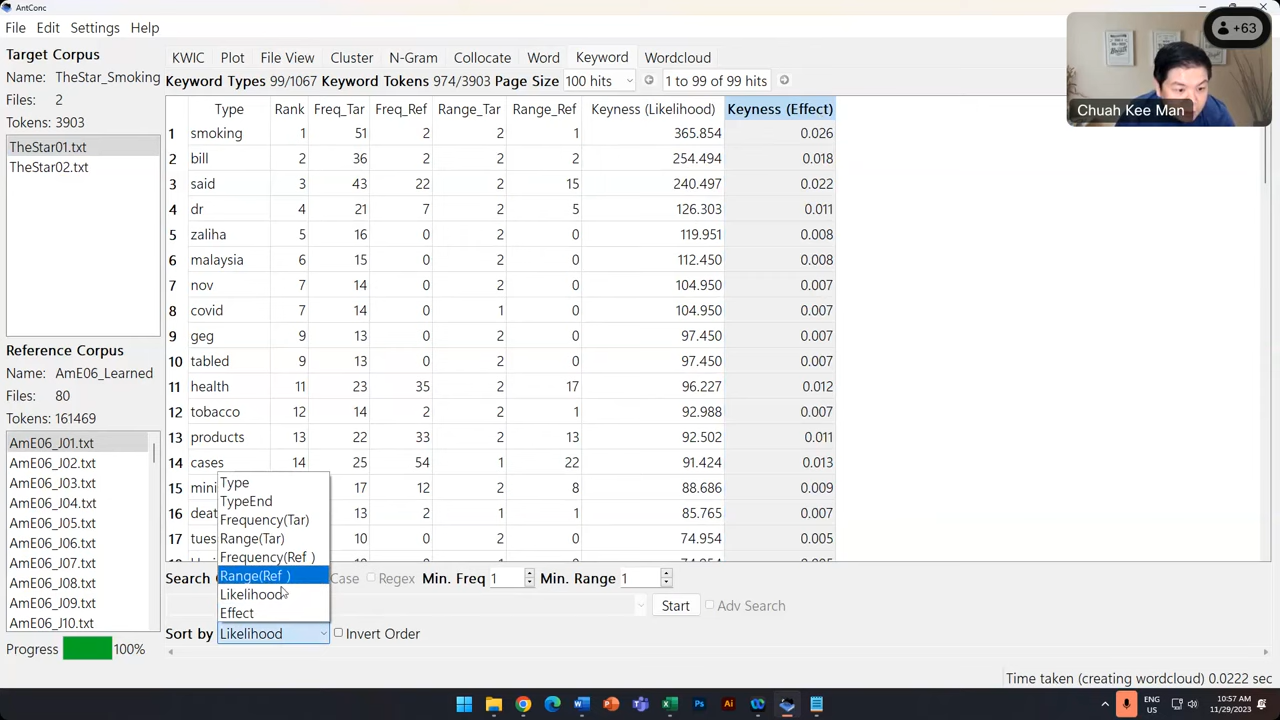 AntConc
+63
Chuah Kee Man
File Edit Settings Help
Target Corpus
Name: TheStar_Smoking
Files: 2
Tokens: 3903
TheStar01.txt
TheStar02.txt
Reference Corpus
Name: AmE06_Learned
Files: 80
Tokens: 161469
AmE06_J01.txt
AmE06_J02.txt
AmE06_J03.txt
AmE06_J04.txt
AmE06_J05.txt
AmE06_J06.txt
AmE06_J07.txt
AmE06_J08.txt
AmE06_J09.txt
AmE06_J10.txt
Progress 100%
KWIC Plot File View Cluster N-Gram Collocate Word Keyword Wordcloud
Keyword Types 99/1067 Keyword Tokens 974/3903 Page Size 100 hits 1 to 99 of 99 hits
Type Rank Freq_Tar Freq_Ref Range_Tar Range_Ref Keyness (Likelihood) Keyness (Effect)
1 smoking 1 51 2 2 1 365.854 0.026
2 bill 2 36 2 2 2 254.494 0.018
3 said 3 43 22 2 15 240.497 0.022
4 dr 4 21 7 2 5 126.303 0.011
5 zaliha 5 16 0 2 0 119.951 0.008
6 malaysia 6 15 0 2 0 112.450 0.008
7 nov 7 14 0 2 0 104.950 0.007
8 covid 7 14 0 1 0 104.950 0.007
9 geg 9 13 0 2 0 97.450 0.007
10 tabled 9 13 0 2 0 97.450 0.007
11 health 11 23 35 2 17 96.227 0.012
12 tobacco 12 14 2 2 1 92.988 0.007
13 products 13 22 33 2 13 92.502 0.011
14 cases 14 25 54 1 22 91.424 0.013
15 mini 17 12 2 8 88.686 0.009
16 deat 13 2 1 1 85.765 0.007
17 tues 10 0 2 0 74.954 0.005
Type
TypeEnd
Frequency(Tar)
Range(Tar)
Frequency(Ref )
Range(Ref )
Likelihood
Effect
Search Case Regex Min. Freq 1 Min. Range 1
Start Adv Search
Sort by Likelihood Invert Order
Time taken (creating wordcloud) 0.0222 sec
ENG
US
10:57 AM
11/29/2023